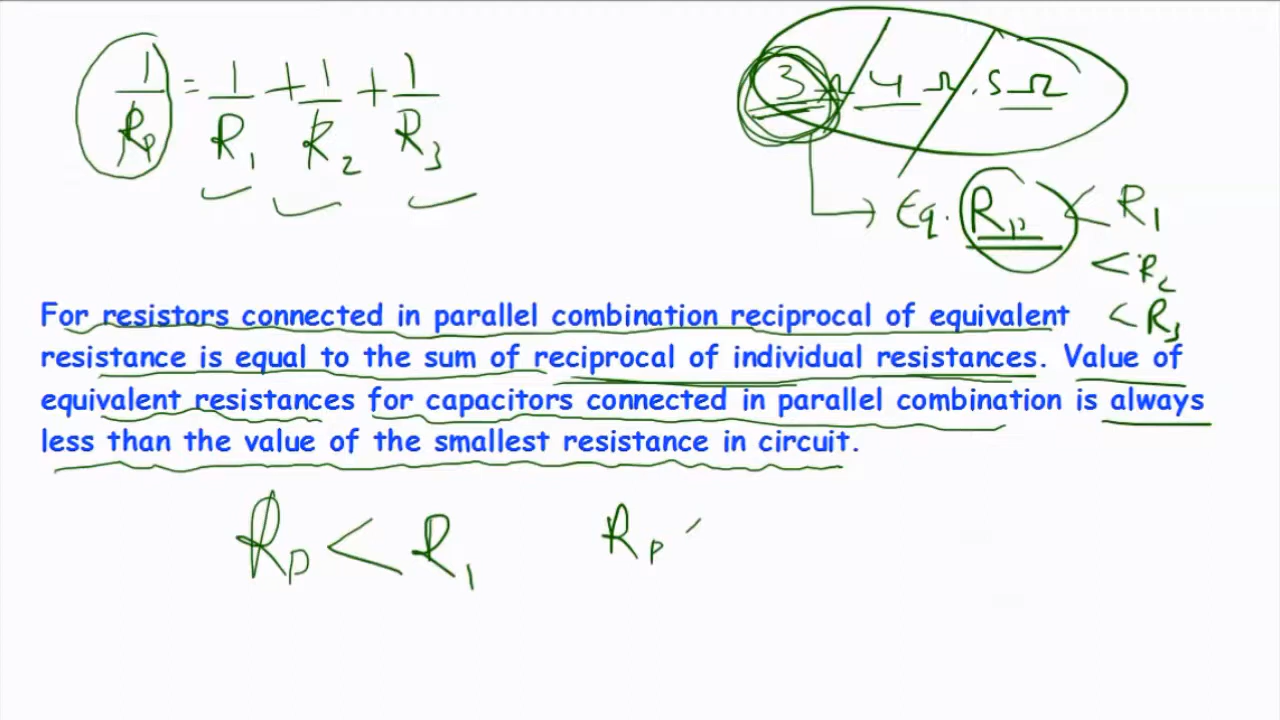 1/Rp = 1/R1 + 1/R2 + 1/R3
3Ω 4Ω .5Ω
Eq. Rp < R1
< R2
< R3
For resistors connected in parallel combination reciprocal of equivalent
resistance is equal to the sum of reciprocal of individual resistances. Value of
equivalent resistances for capacitors connected in parallel combination is always
less than the value of the smallest resistance in circuit.
Rp < R1 Rp